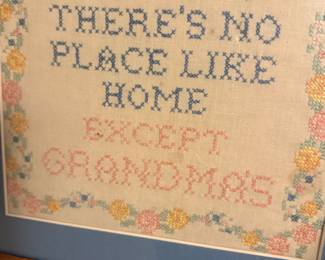 THERE'S NO
PLACE LIKE
HOME
EXCEPT
GRANDMA'S